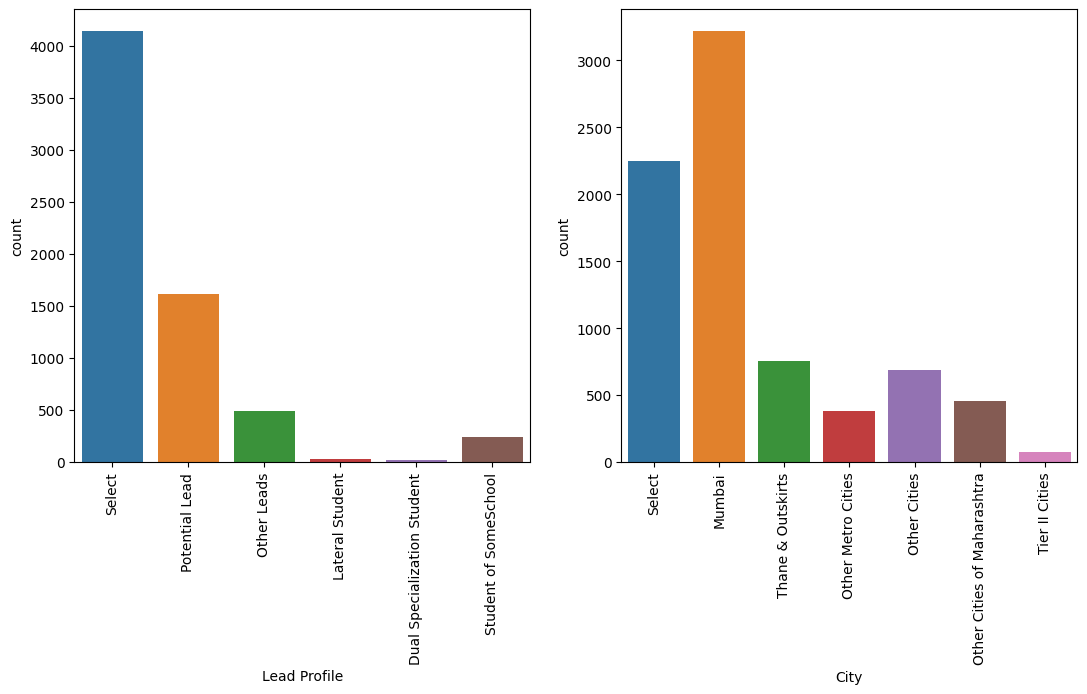 4000
3500
3000
2500
2000
1500
1000
500
0
count
Select
Potential Lead
Other Leads
Lateral Student
Dual Specialization Student
Student of SomeSchool
Lead Profile
3000
2500
2000
1500
1000
500
0
count
Select
Mumbai
Thane & Outskirts
Other Metro Cities
Other Cities
Other Cities of Maharashtra
Tier II Cities
City